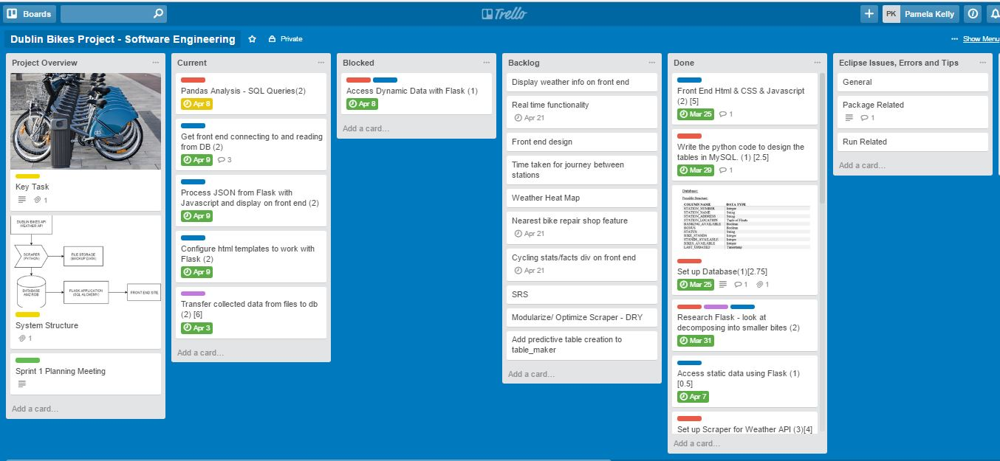 Boards
Trello
PK Pamela Kelly
Dublin Bikes Project - Software Engineering
Private
... Show Menu
Project Overview
Key Task
1
DUBLIN BIKES API
WEATHER API
SCRAPER
(PYTHON)
FILE STORAGE
(BACKUP DATA)
DATABASE
FLASK APPLICATION
(SQL ALCHEMY)
FRONT END SITE
System Structure
1
Sprint 1 Planning Meeting
Add a card...
Current
Pandas Analysis - SQL Queries(2)
Apr 8
Get front end connecting to and reading
from DB (2)
Apr 9 3
Process JSON from Flask with
Javascript and display on front end (2)
Apr 9
Configure html templates to work with
Flask (2)
Apr 9
Transfer collected data from files to db
(2) [6]
Apr 3
Add a card...
Blocked
Access Dynamic Data with Flask (1)
Apr 8
Add a card...
Backlog
Display weather info on front end
Real time functionality
Apr 21
Front end design
Time taken for journey between
stations
Weather Heat Map
Nearest bike repair shop feature
Apr 21
Cycling stats/facts div on front end
Apr 21
SRS
Modularize/ Optimize Scraper - DRY
Add predictive table creation to
table_maker
Add a card...
Done
Front End Html & CSS & Javascript
(2) [5]
Mar 25 1
Write the python code to design the
tables in MySQL. (1) [2.5]
Mar 29 1
Database:
Possible Structure:
COLUMN NAME DATA TYPE
STATION_NUMBER Integer
STATION_NAME String
STATION_ADDRESS String
STATION_LOCATION Tuple of Floats
BANKING_AVAILABLE Boolean
BONUS Boolean
STATUS String
BIKE_STANDS Integer
STANDS_AVAILABLE Integer
BIKES_AVAILABLE Integer
LAST_UPDATED Timestamp
Set up Database(1)[2.75]
Mar 25 1 1
Research Flask - look at
decomposing into smaller bites (2)
Mar 31
Access static data using Flask (1)
[0.5]
Apr 7
Set up Scraper for Weather API (3)[4]
Add a card...
Eclipse Issues, Errors and Tips
General
Package Related
1
Run Related
Add a card...